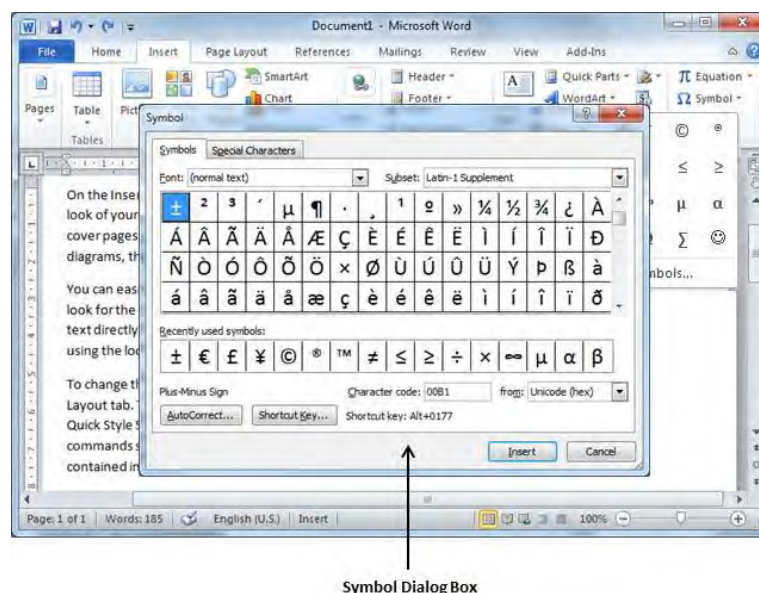 Document1 - Microsoft Word
File Home Insert Page Layout References Mailings Review View Add-Ins
SmartArt Header Quick Parts π Equation
Pages Table Chart Footer A WordArt Ω Symbol
Tables
Symbol
Symbols Special Characters
Font: (normal text) Subset: Latin-1 Supplement
± ² ³ ´ µ ¶ · ¸ ¹ º » ¼ ½ ¾ ¿ À
Á Â Ã Ä Å Æ Ç È É Ê Ë Ì Í Î Ï Ð
Ñ Ò Ó Ô Õ Ö × Ø Ù Ú Û Ü Ý Þ ß à
á â ã ä å æ ç è é ê ë ì í î ï ð
Recently used symbols:
± € £ ¥ © ® ™ ≠ ≤ ≥ ÷ × ∞ µ α β
Plus-Minus Sign Character code: 00B1 from: Unicode (hex)
AutoCorrect... Shortcut Key... Shortcut key: Alt+0177
Insert Cancel
© ®
≤ ≥
µ α
∑ ☺
On the
look of your
cover pages
diagrams, th
You can eas
look for the
text directly
using the loc
To change th
Layout tab.
Quick Style S
commands s
contained in
Page: 1 of 1 Words: 185 English (U.S.) Insert 100%
Symbol Dialog Box